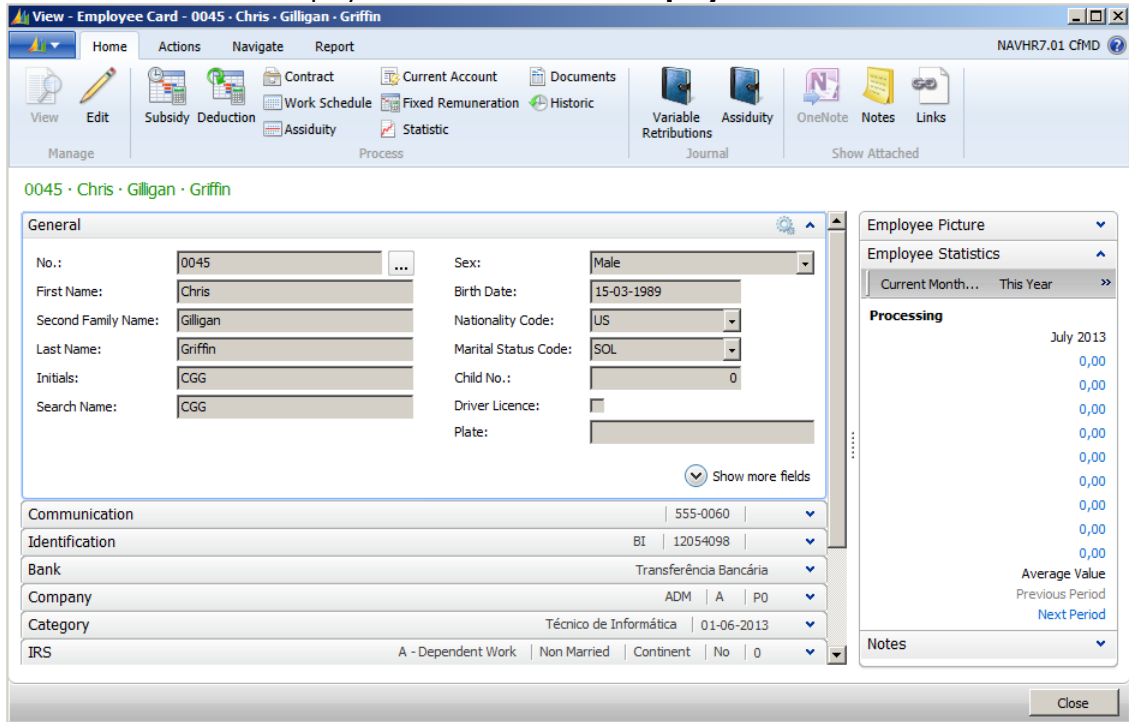 View - Employee Card - 0045 · Chris · Gilligan · Griffin
Home Actions Navigate Report NAVHR7.01 CfMD
View Edit Subsidy Deduction Contract Current Account Documents Variable Retributions Assiduity OneNote Notes Links
Work Schedule Fixed Remuneration Historic
Assiduity Statistic
Manage Process Journal Show Attached
0045 · Chris · Gilligan · Griffin
General
No.: 0045 ... Sex: Male
First Name: Chris Birth Date: 15-03-1989
Second Family Name: Gilligan Nationality Code: US
Last Name: Griffin Marital Status Code: SOL
Initials: CGG Child No.: 0
Search Name: CGG Driver Licence:
Plate:
Show more fields
Communication 555-0060
Identification BI 12054098
Bank Transferência Bancária
Company ADM A P0
Category Técnico de Informática 01-06-2013
IRS A - Dependent Work Non Married Continent No 0
Employee Picture
Employee Statistics
Current Month... This Year »
Processing
July 2013
0,00
0,00
0,00
0,00
0,00
0,00
0,00
0,00
0,00
Average Value
Previous Period
Next Period
Notes
Close